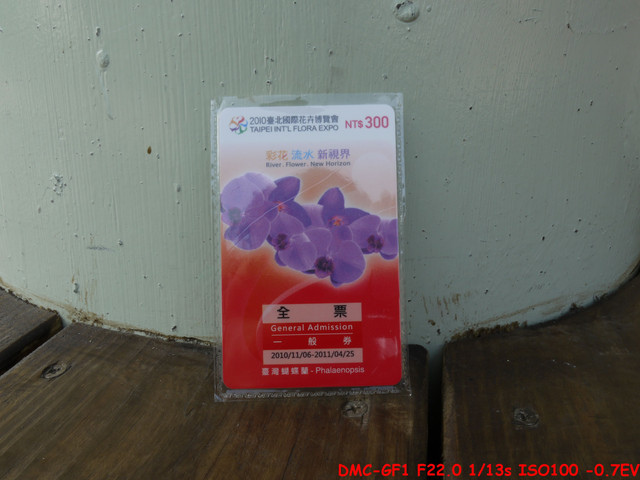 2010臺北國際花卉博覽會
TAIPEI INT'L FLORA EXPO
NT$300
彩花 流水 新視界
River. Flower. New Horizon
全 票
General Admission
一 般 券
2010/11/06-2011/04/25
臺灣蝴蝶蘭 - Phalaenopsis
DMC-GF1 F22.0 1/13s ISO100 -0.7EV